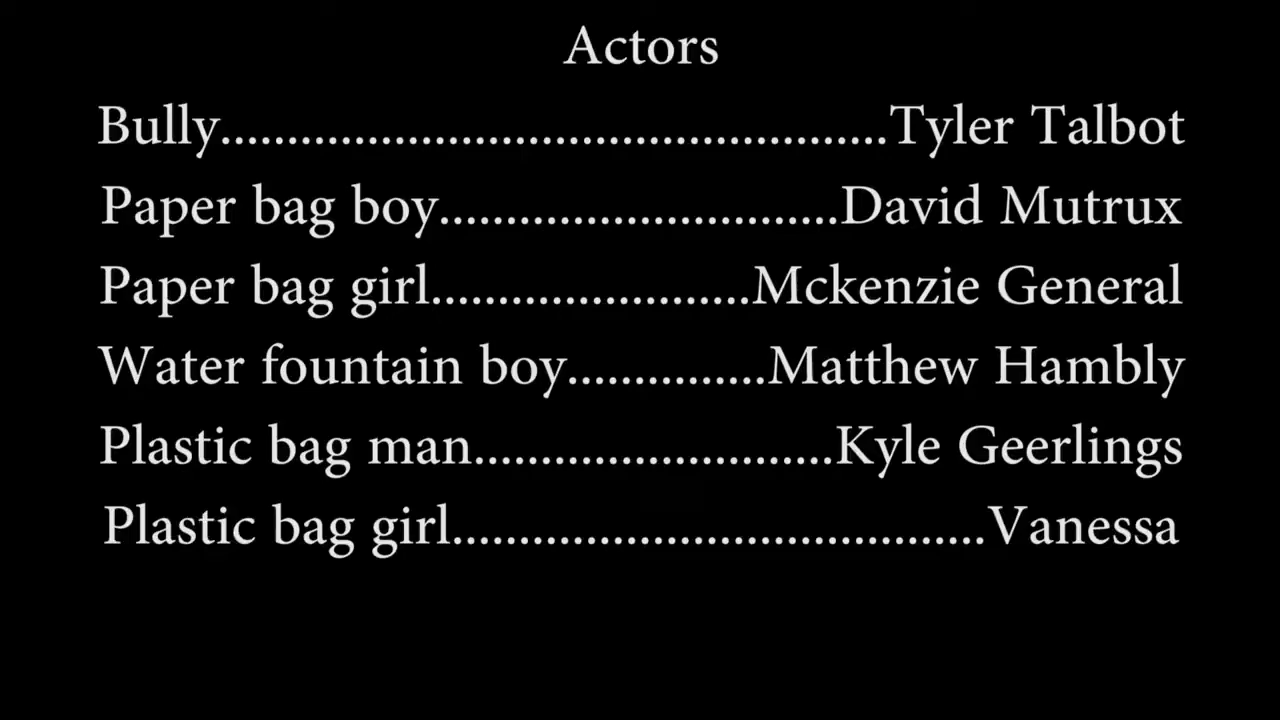 Actors
Bully..................................................Tyler Talbot
Paper bag boy..............................David Mutrux
Paper bag girl........................Mckenzie General
Water fountain boy...............Matthew Hambly
Plastic bag man...........................Kyle Geerlings
Plastic bag girl........................................Vanessa